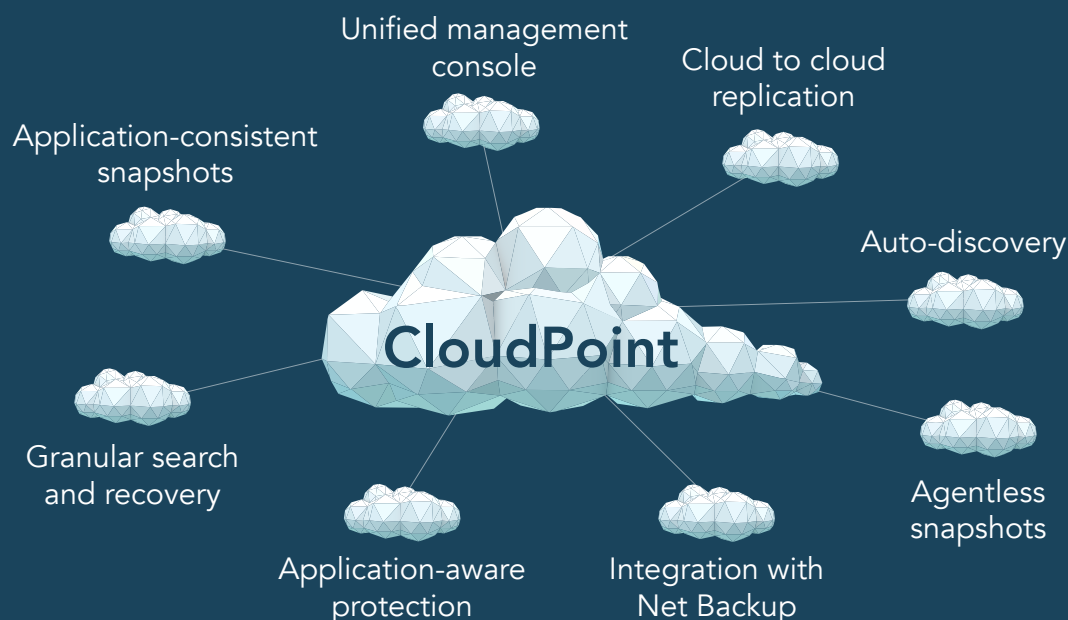 Unified management
console
Cloud to cloud
replication
Application-consistent
snapshots
Auto-discovery
CloudPoint
Granular search
and recovery
Agentless
snapshots
Application-aware
protection
Integration with
Net Backup